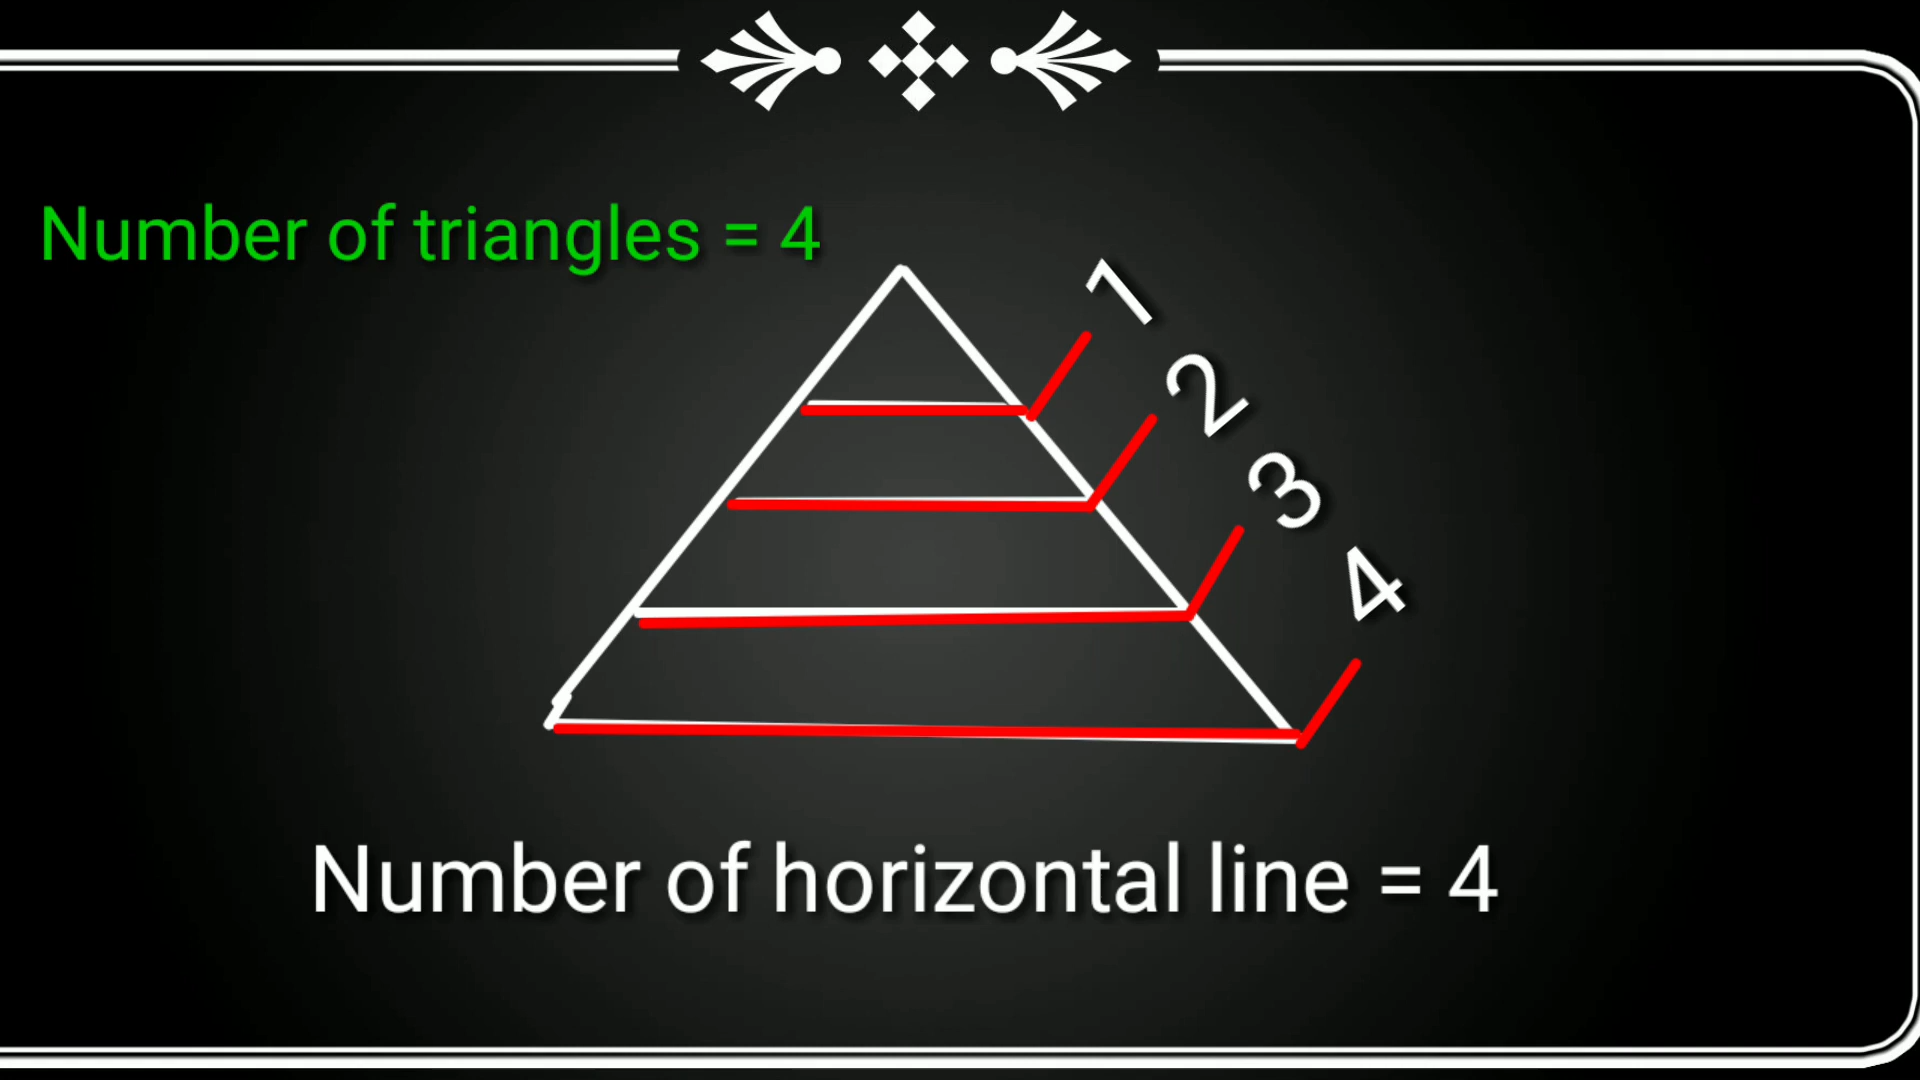 Number of triangles = 4
1
2
3
4
Number of horizontal line = 4